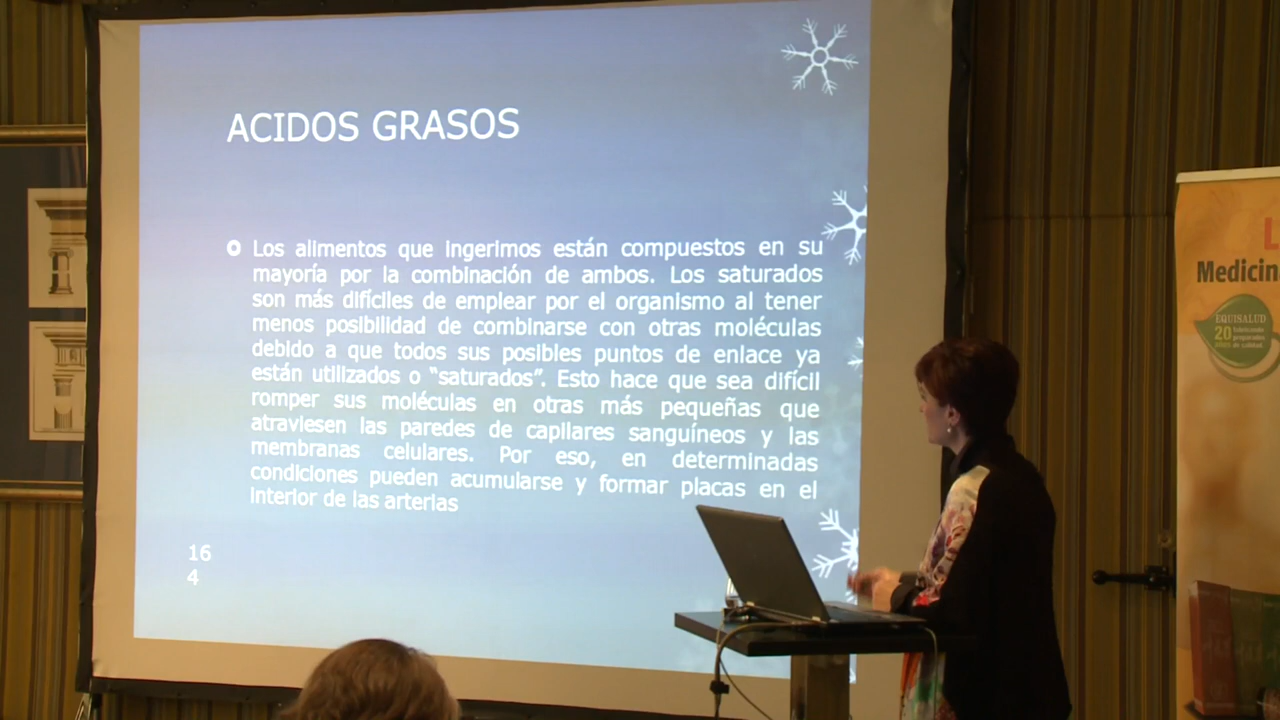 ACIDOS GRASOS
Los alimentos que ingerimos están compuestos en su
mayoría por la combinación de ambos. Los saturados
son más difíciles de emplear por el organismo al tener
menos posibilidad de combinarse con otras moléculas
debido a que todos sus posibles puntos de enlace ya
están utilizados o “saturados”. Esto hace que sea difícil
romper sus moléculas en otras más pequeñas que
atraviesen las paredes de capilares sanguíneos y las
membranas celulares. Por eso, en determinadas
condiciones pueden acumularse y formar placas en el
interior de las arterias
16
4
L
Medicin
EQUISALUD
20